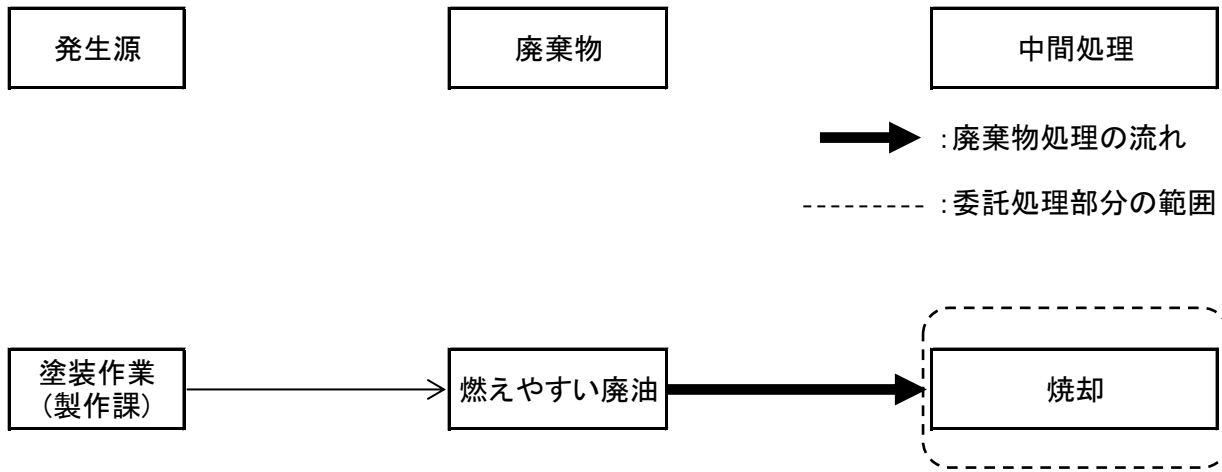 発生源
廃棄物
中間処理
：廃棄物処理の流れ
：委託処理部分の範囲
塗装作業
（製作課）
燃えやすい廃油
焼却